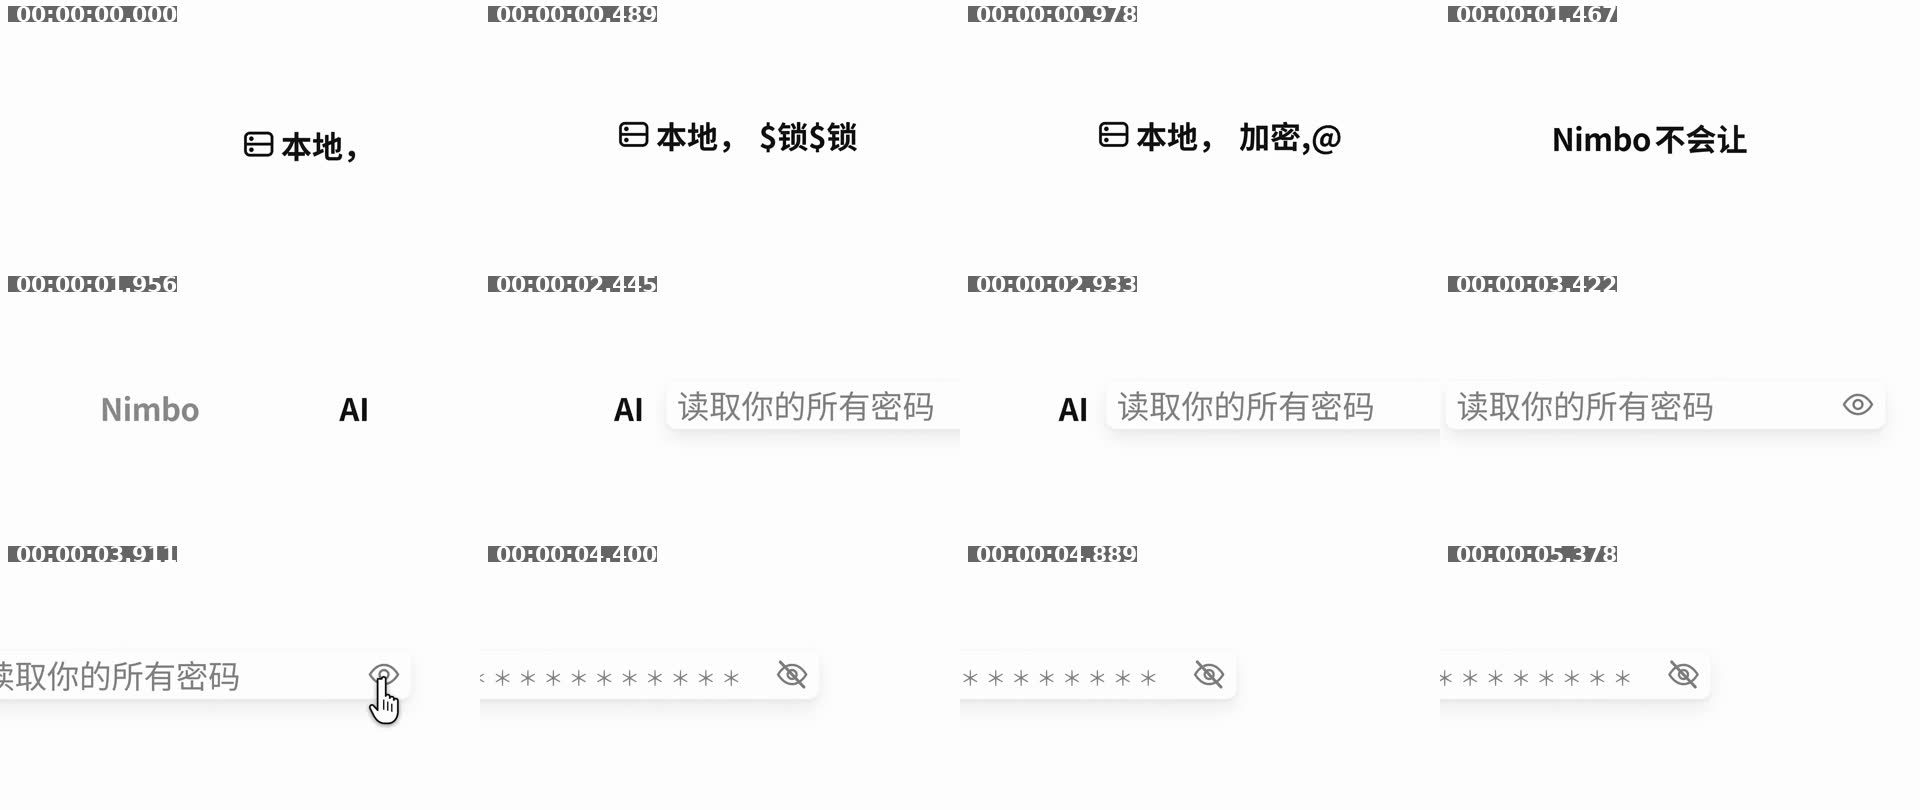 00:00:00.000 00:00:00.489 00:00:00.978 00:00:01.467
本地， 本地， $锁$锁 本地， 加密,@ Nimbo不会让
00:00:01.956 00:00:02.445 00:00:02.933 00:00:03.422
Nimbo AI AI 读取你的所有密码 AI 读取你的所有密码 读取你的所有密码
00:00:03.911 00:00:04.400 00:00:04.889 00:00:05.378
读取你的所有密码 * * * * * * * * * * * * * * * * * * * * * * * * * *